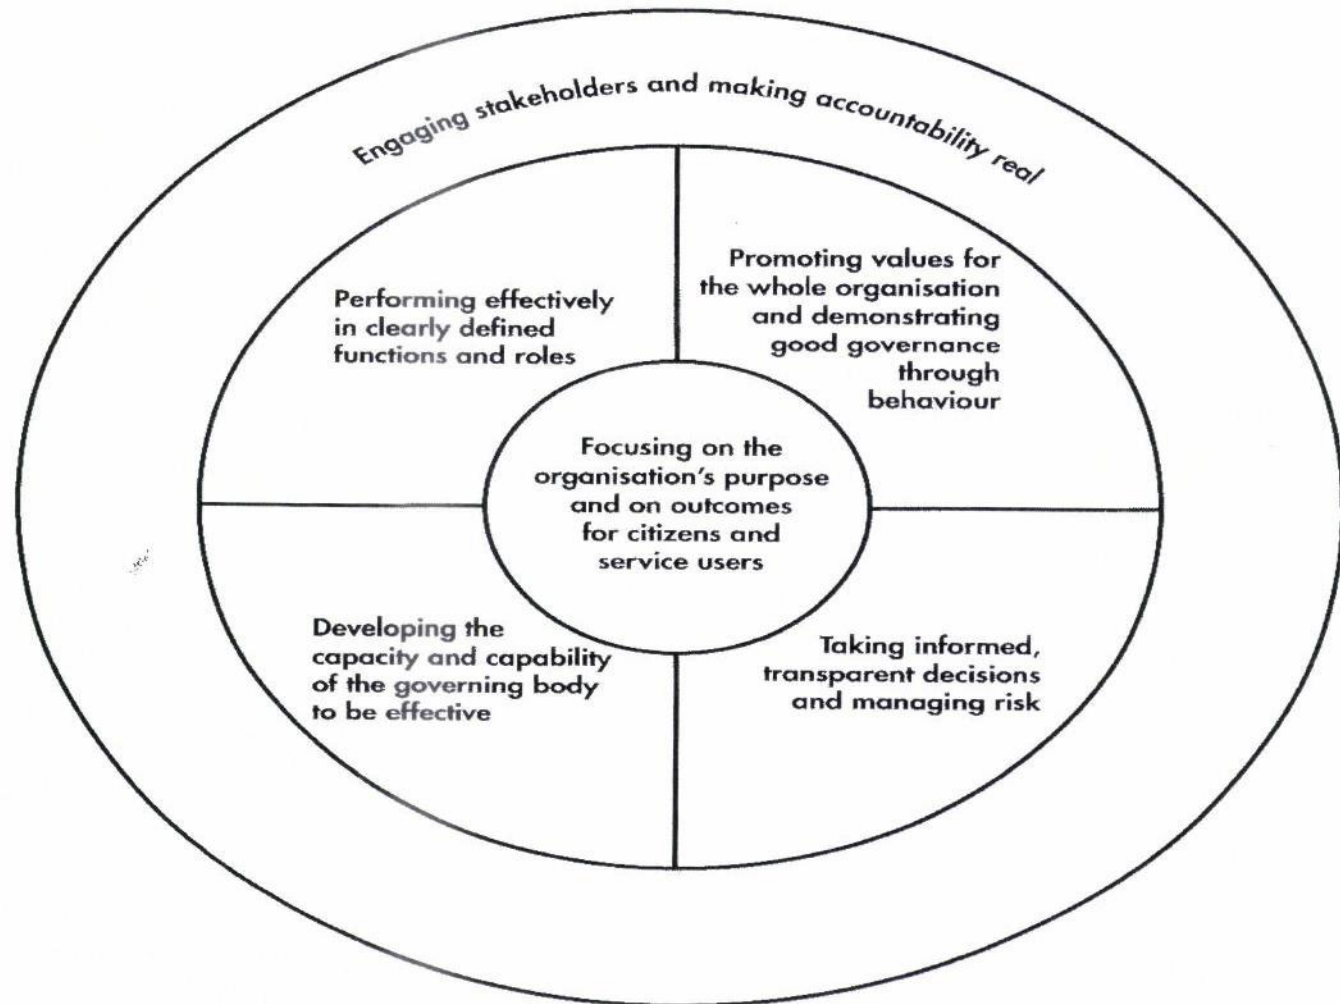 Engaging stakeholders and making accountability real
Performing effectively
in clearly defined
functions and roles
Promoting values for
the whole organisation
and demonstrating
good governance
through
behaviour
Focusing on the
organisation's purpose
and on outcomes
for citizens and
service users
Developing the
capacity and capability
of the governing body
to be effective
Taking informed,
transparent decisions
and managing risk